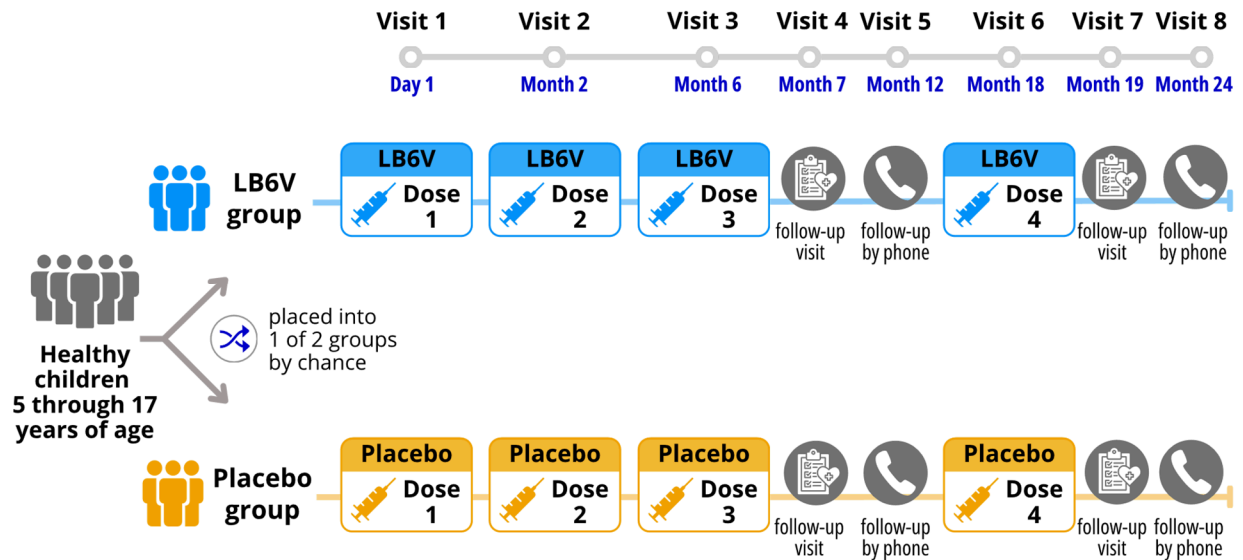 Visit 1 Visit 2 Visit 3 Visit 4 Visit 5 Visit 6 Visit 7 Visit 8
Day 1 Month 2 Month 6 Month 7 Month 12 Month 18 Month 19 Month 24
LB6V
group
LB6V
Dose
1
LB6V
Dose
2
LB6V
Dose
3
follow-up
visit
follow-up
by phone
LB6V
Dose
4
follow-up
visit
follow-up
by phone
Healthy
children
5 through 17
years of age
placed into
1 of 2 groups
by chance
Placebo
group
Placebo
Dose
1
Placebo
Dose
2
Placebo
Dose
3
follow-up
visit
follow-up
by phone
Placebo
Dose
4
follow-up
visit
follow-up
by phone